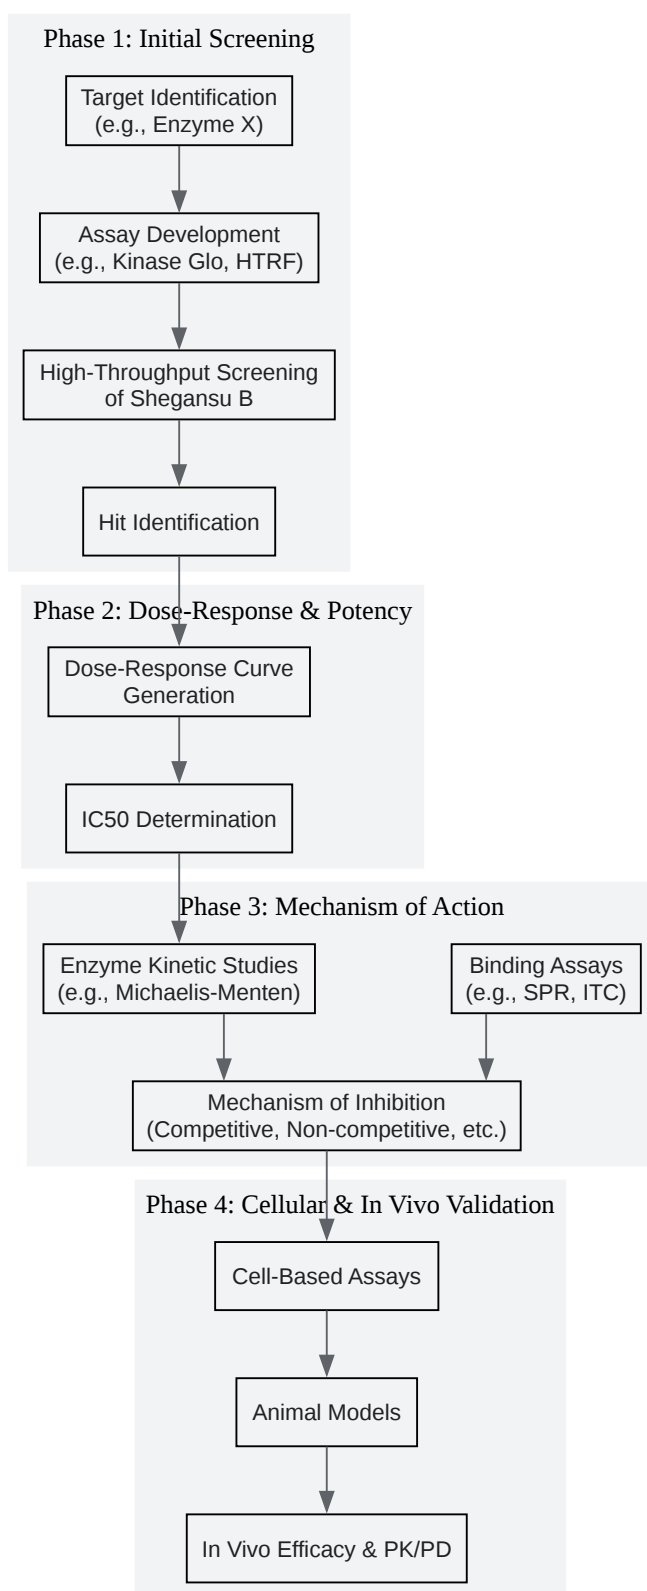 Phase 1: Initial Screening
Target Identification
(e.g., Enzyme X)
Assay Development
(e.g., Kinase Glo, HTRF)
High-Throughput Screening
of Shegansu B
Hit Identification
Phase 2: Dose-Response & Potency
Dose-Response Curve
Generation
IC50 Determination
Phase 3: Mechanism of Action
Enzyme Kinetic Studies
(e.g., Michaelis-Menten)
Binding Assays
(e.g., SPR, ITC)
Mechanism of Inhibition
(Competitive, Non-competitive, etc.)
Phase 4: Cellular & In Vivo Validation
Cell-Based Assays
Animal Models
In Vivo Efficacy & PK/PD